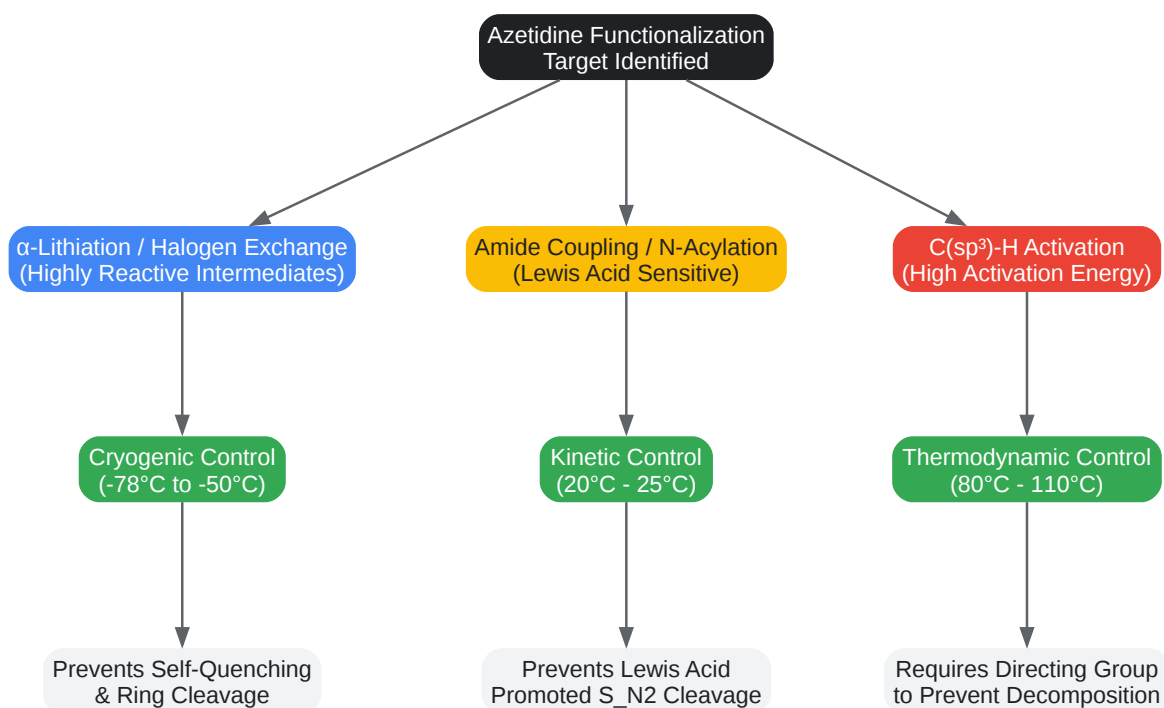 Azetidine Functionalization
Target Identified
α-Lithiation / Halogen Exchange
(Highly Reactive Intermediates)
Amide Coupling / N-Acylation
(Lewis Acid Sensitive)
C(sp³)-H Activation
(High Activation Energy)
Cryogenic Control
(-78°C to -50°C)
Kinetic Control
(20°C - 25°C)
Thermodynamic Control
(80°C - 110°C)
Prevents Self-Quenching
& Ring Cleavage
Prevents Lewis Acid
Promoted S_N2 Cleavage
Requires Directing Group
to Prevent Decomposition